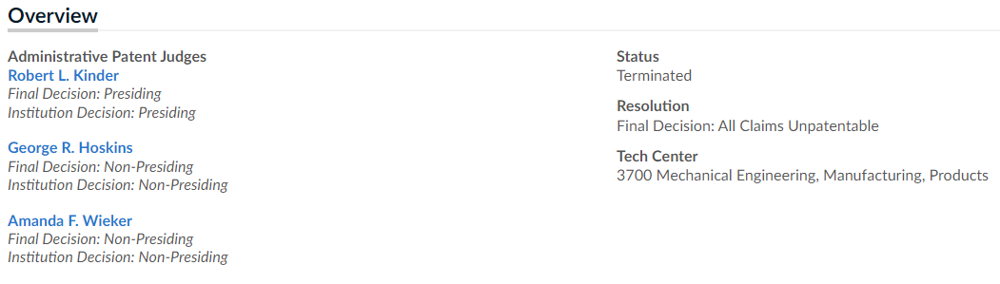 Overview
Administrative Patent Judges
Robert L. Kinder
Final Decision: Presiding
Institution Decision: Presiding
George R. Hoskins
Final Decision: Non-Presiding
Institution Decision: Non-Presiding
Amanda F. Wieker
Final Decision: Non-Presiding
Institution Decision: Non-Presiding
Status
Terminated
Resolution
Final Decision: All Claims Unpatentable
Tech Center
3700 Mechanical Engineering, Manufacturing, Products